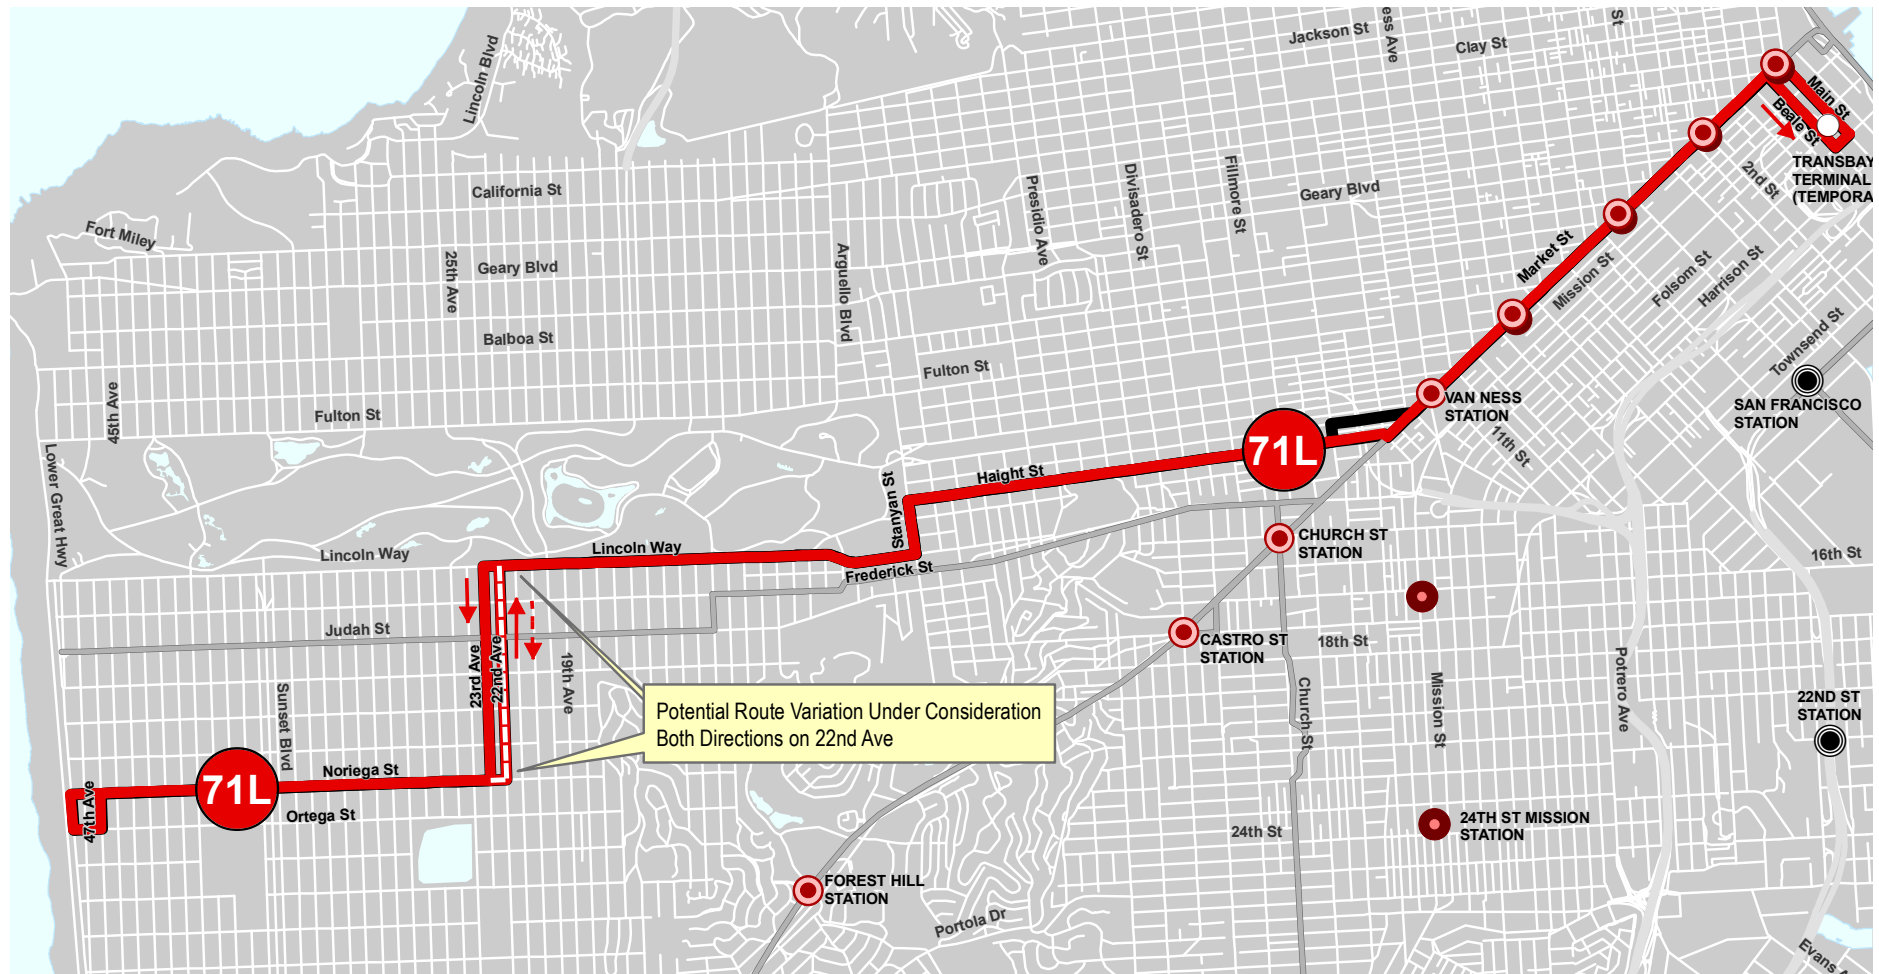 Lincoln Blvd
Jackson St
ess Ave
Clay St
St
Main St
Beale St
TRANSBAY
TERMINAL
(TEMPORA
2nd St
California St
Fort Miley
25th Ave
Geary Blvd
Arguello Blvd
Presidio Ave
Divisadero St
Fillmore St
Geary Blvd
Market St
Mission St
Folsom St
Harrison St
Townsend St
Balboa St
Fulton St
45th Ave
Fulton St
VAN NESS
STATION
SAN FRANCISCO
STATION
11th St
71L
Haight St
Stanyan St
Lower Great Hwy
Lincoln Way
Lincoln Way
Frederick St
CHURCH ST
STATION
16th St
Judah St
23rd Ave
22nd Ave
19th Ave
CASTRO ST
STATION
18th St
Sunset Blvd
Potential Route Variation Under Consideration
Both Directions on 22nd Ave
Church St
Mission St
Potrero Ave
22ND ST
STATION
Noriega St
71L
47th Ave
Ortega St
24th St
24TH ST MISSION
STATION
FOREST HILL
STATION
Portola Dr
Evans A